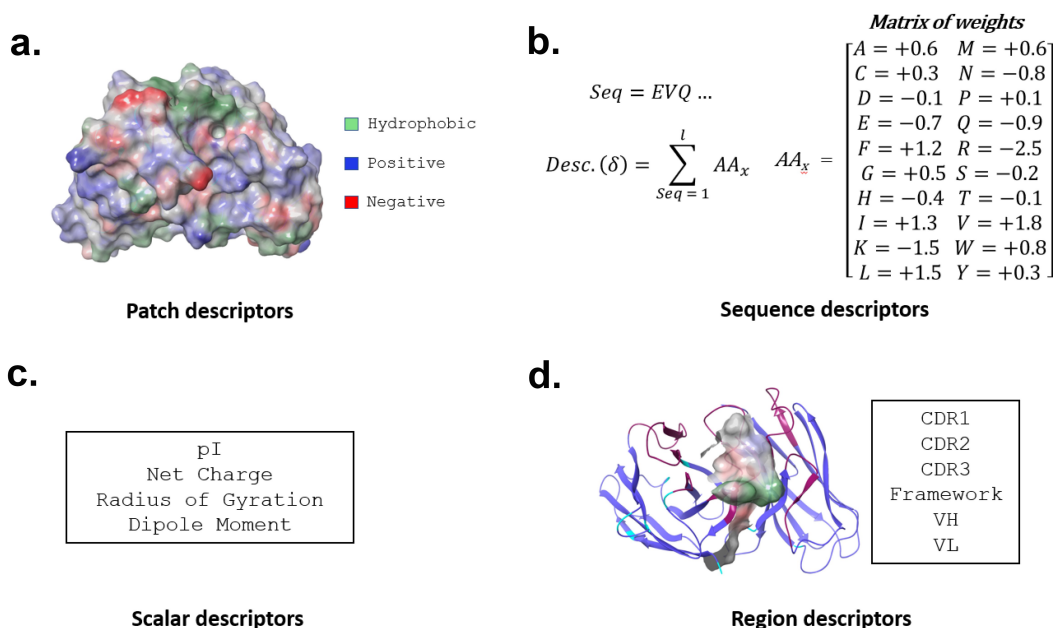 a.
Hydrophobic
Positive
Negative
Patch descriptors
b.
Matrix of weights
Seq = EVQ ...
Desc. (δ) = ∑ l Seq = 1 AAx AAx =
A = +0.6 M = +0.6
C = +0.3 N = −0.8
D = −0.1 P = +0.1
E = −0.7 Q = −0.9
F = +1.2 R = −2.5
G = +0.5 S = −0.2
H = −0.4 T = −0.1
I = +1.3 V = +1.8
K = −1.5 W = +0.8
L = +1.5 Y = +0.3
Sequence descriptors
c.
pI
Net Charge
Radius of Gyration
Dipole Moment
Scalar descriptors
d.
CDR1
CDR2
CDR3
Framework
VH
VL
Region descriptors